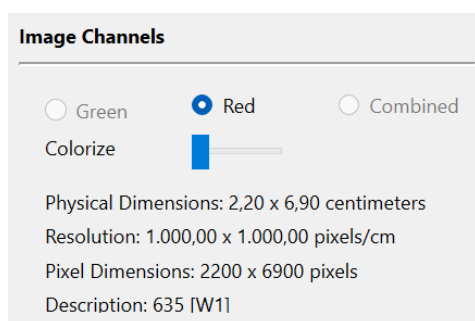 Image Channels
Green Red Combined
Colorize
Physical Dimensions: 2,20 x 6,90 centimeters
Resolution: 1.000,00 x 1.000,00 pixels/cm
Pixel Dimensions: 2200 x 6900 pixels
Description: 635 [W1]